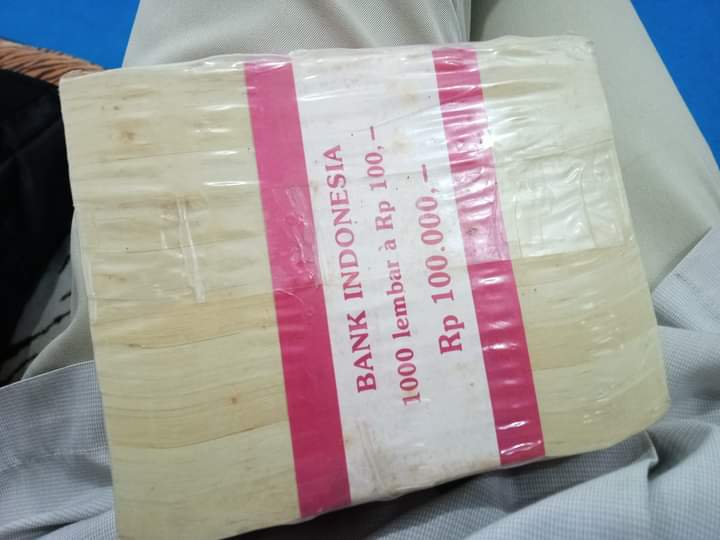 BANK INDONESIA
1000 lembar à Rp 100,—
Rp 100.000,—